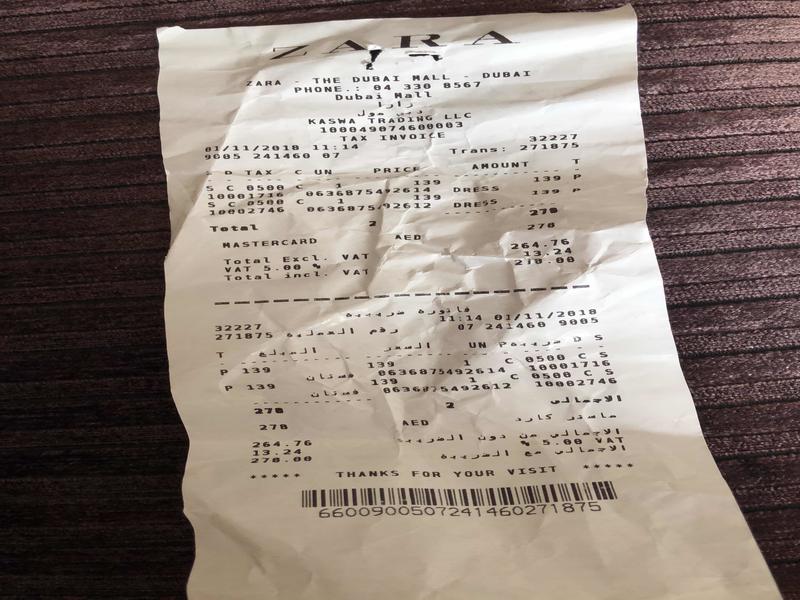 ZARA
ZARA - THE DUBAI MALL - DUBAI
PHONE.: 04 330 8567
Dubai Mall
زارا
دبي مول
KASWA TRADING LLC
100049074600003
TAX INVOICE
32227
01/11/2018 11:14 Trans: 271875
9005 241460 07
S D TAX C UN PRICE AMOUNT T
S C 0500 C 1 139 139 P
10001716 0636875492614 DRESS
S C 0500 C 1 139 139 P
10002746 0636875492612 DRESS
Total 2 278
MASTERCARD AED 278
Total Excl. VAT 264.76
VAT 5.00 % 13.24
Total incl. VAT 278.00
فاتورة ضريبية
11:14 01/11/2018
32227
271875 رقم العملية 07 241460 9005
T المبلغ السعر UN ضريبة D S
P 139 139 1 C 0500 C S
فستان 0636875492614 10001716
P 139 139 1 C 0500 C S
فستان 0636875492612 10002746
278 2 الاجمالي
278 AED ماستر كارد
264.76 الاجمالي من دون الضريبة
13.24 % 5.00 VAT
278.00 الاجمالي مع الضريبة
***** THANKS FOR YOUR VISIT *****
6600900507241460271875